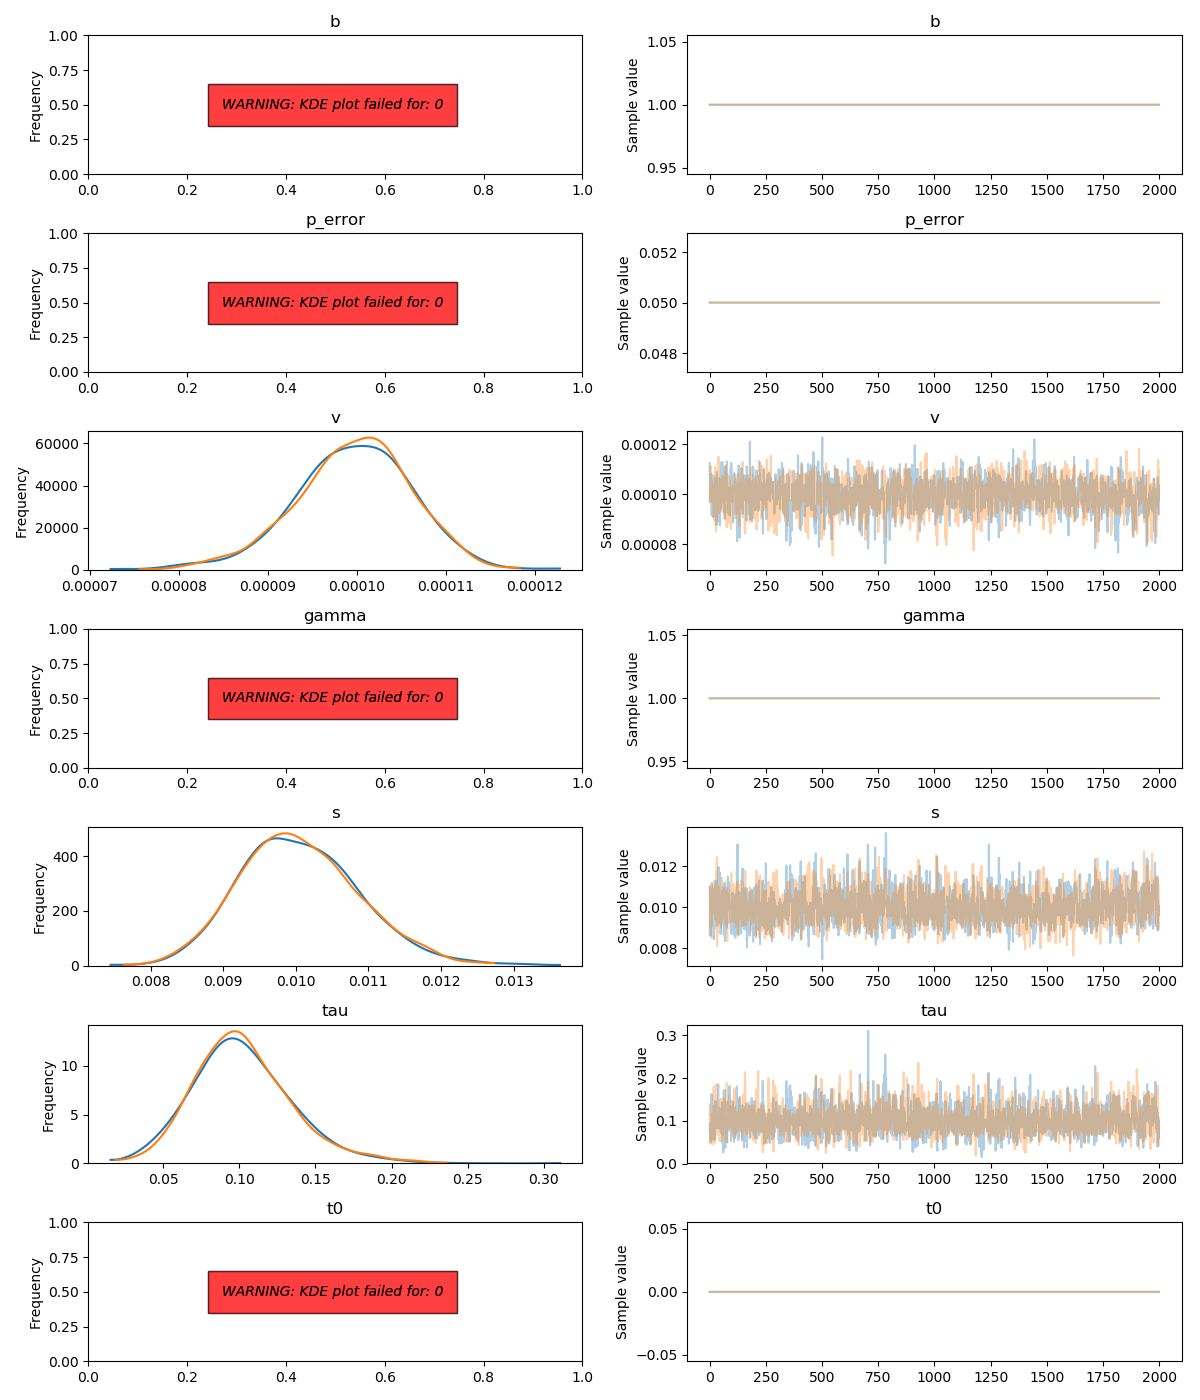 b
b
1.00
0.75
0.50
0.25
0.00
Frequency
WARNING: KDE plot failed for: 0
0.0 0.2 0.4 0.6 0.8 1.0
1.05
1.00
0.95
Sample value
0 250 500 750 1000 1250 1500 1750 2000
p_error
p_error
1.00
0.75
0.50
0.25
0.00
Frequency
WARNING: KDE plot failed for: 0
0.0 0.2 0.4 0.6 0.8 1.0
0.052
0.050
0.048
Sample value
0 250 500 750 1000 1250 1500 1750 2000
v
v
60000
40000
20000
0
Frequency
0.00007 0.00008 0.00009 0.00010 0.00011 0.00012
0.00012
0.00010
0.00008
Sample value
0 250 500 750 1000 1250 1500 1750 2000
gamma
gamma
1.00
0.75
0.50
0.25
0.00
Frequency
WARNING: KDE plot failed for: 0
0.0 0.2 0.4 0.6 0.8 1.0
1.05
1.00
0.95
Sample value
0 250 500 750 1000 1250 1500 1750 2000
s
s
400
200
0
Frequency
0.008 0.009 0.010 0.011 0.012 0.013
0.012
0.010
0.008
Sample value
0 250 500 750 1000 1250 1500 1750 2000
tau
tau
10
5
0
Frequency
0.05 0.10 0.15 0.20 0.25 0.30
0.3
0.2
0.1
0.0
Sample value
0 250 500 750 1000 1250 1500 1750 2000
t0
t0
1.00
0.75
0.50
0.25
0.00
Frequency
WARNING: KDE plot failed for: 0
0.0 0.2 0.4 0.6 0.8 1.0
0.05
0.00
−0.05
Sample value
0 250 500 750 1000 1250 1500 1750 2000